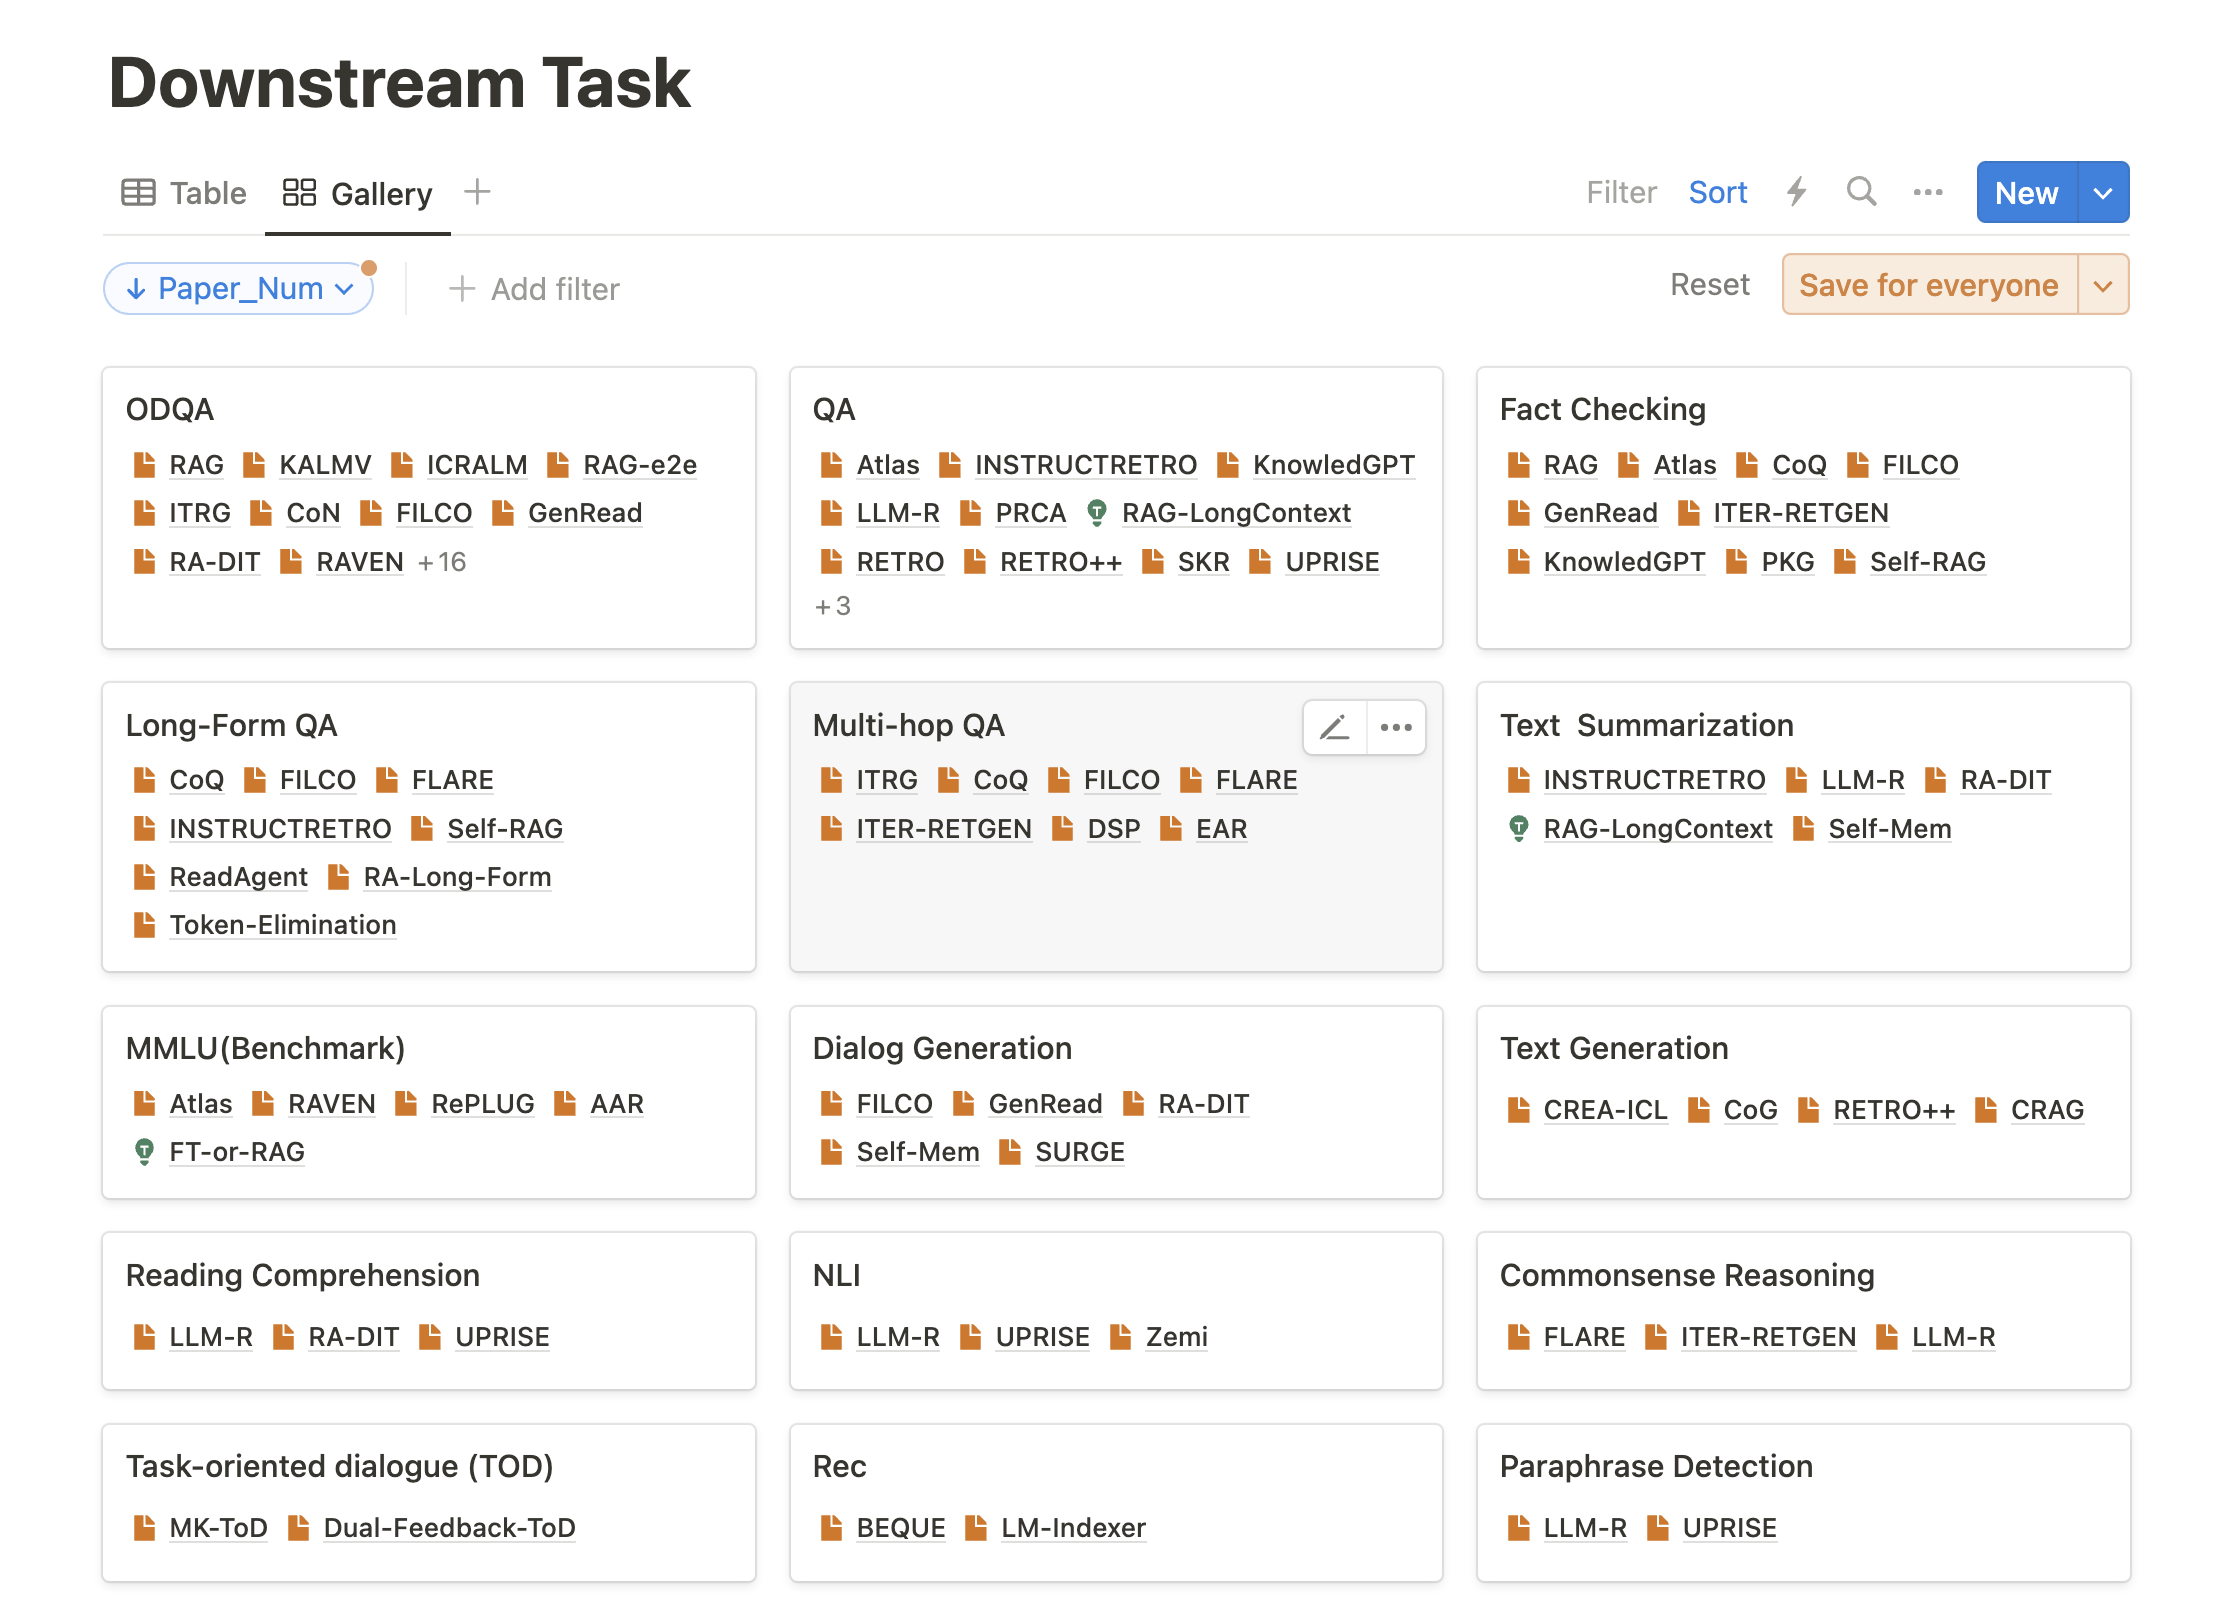 Downstream Task
Table Gallery
Filter Sort New
Paper_Num Add filter
Reset Save for everyone
ODQA
RAG KALMV ICRALM RAG-e2e
ITRG CoN FILCO GenRead
RA-DIT RAVEN +16
QA
Atlas INSTRUCTRETRO KnowledGPT
LLM-R PRCA RAG-LongContext
RETRO RETRO++ SKR UPRISE
+3
Fact Checking
RAG Atlas CoQ FILCO
GenRead ITER-RETGEN
KnowledGPT PKG Self-RAG
Long-Form QA
CoQ FILCO FLARE
INSTRUCTRETRO Self-RAG
ReadAgent RA-Long-Form
Token-Elimination
Multi-hop QA
ITRG CoQ FILCO FLARE
ITER-RETGEN DSP EAR
Text Summarization
INSTRUCTRETRO LLM-R RA-DIT
RAG-LongContext Self-Mem
MMLU(Benchmark)
Atlas RAVEN RePLUG AAR
FT-or-RAG
Dialog Generation
FILCO GenRead RA-DIT
Self-Mem SURGE
Text Generation
CREA-ICL CoG RETRO++ CRAG
Reading Comprehension
LLM-R RA-DIT UPRISE
NLI
LLM-R UPRISE Zemi
Commonsense Reasoning
FLARE ITER-RETGEN LLM-R
Task-oriented dialogue (TOD)
MK-ToD Dual-Feedback-ToD
Rec
BEQUE LM-Indexer
Paraphrase Detection
LLM-R UPRISE